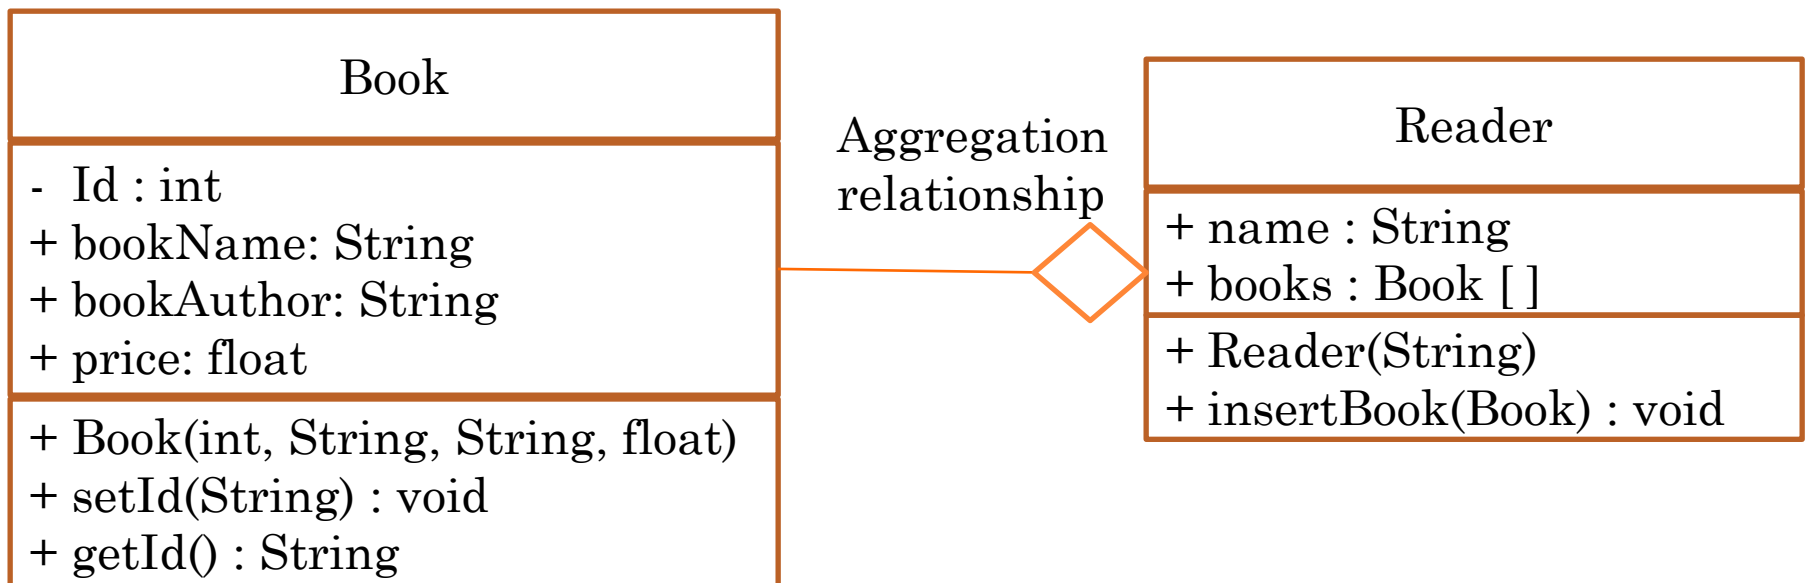 Book
- Id : int
+ bookName: String
+ bookAuthor: String
+ price: float
+ Book(int, String, String, float)
+ setId(String) : void
+ getId() : String
Aggregation
relationship
Reader
+ name : String
+ books : Book [ ]
+ Reader(String)
+ insertBook(Book) : void